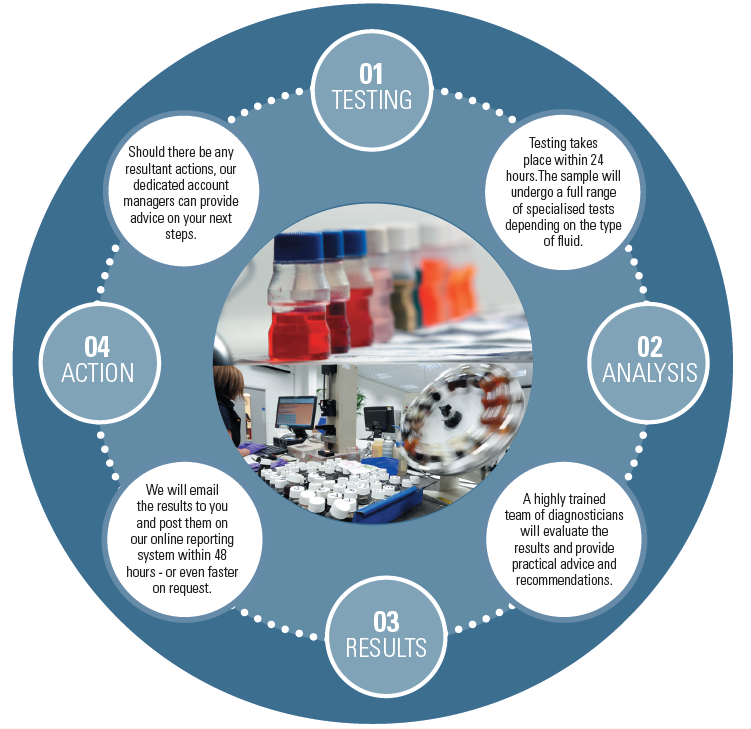 01
TESTING
Testing takes
place within 24
hours.The sample will
undergo a full range
of specialised tests
depending on the type
of fluid.
02
ANALYSIS
A highly trained
team of diagnosticians
will evaluate the
results and provide
practical advice and
recommendations.
03
RESULTS
We will email
the results to you
and post them on
our online reporting
system within 48
hours - or even faster
on request.
04
ACTION
Should there be any
resultant actions, our
dedicated account
managers can provide
advice on your next
steps.